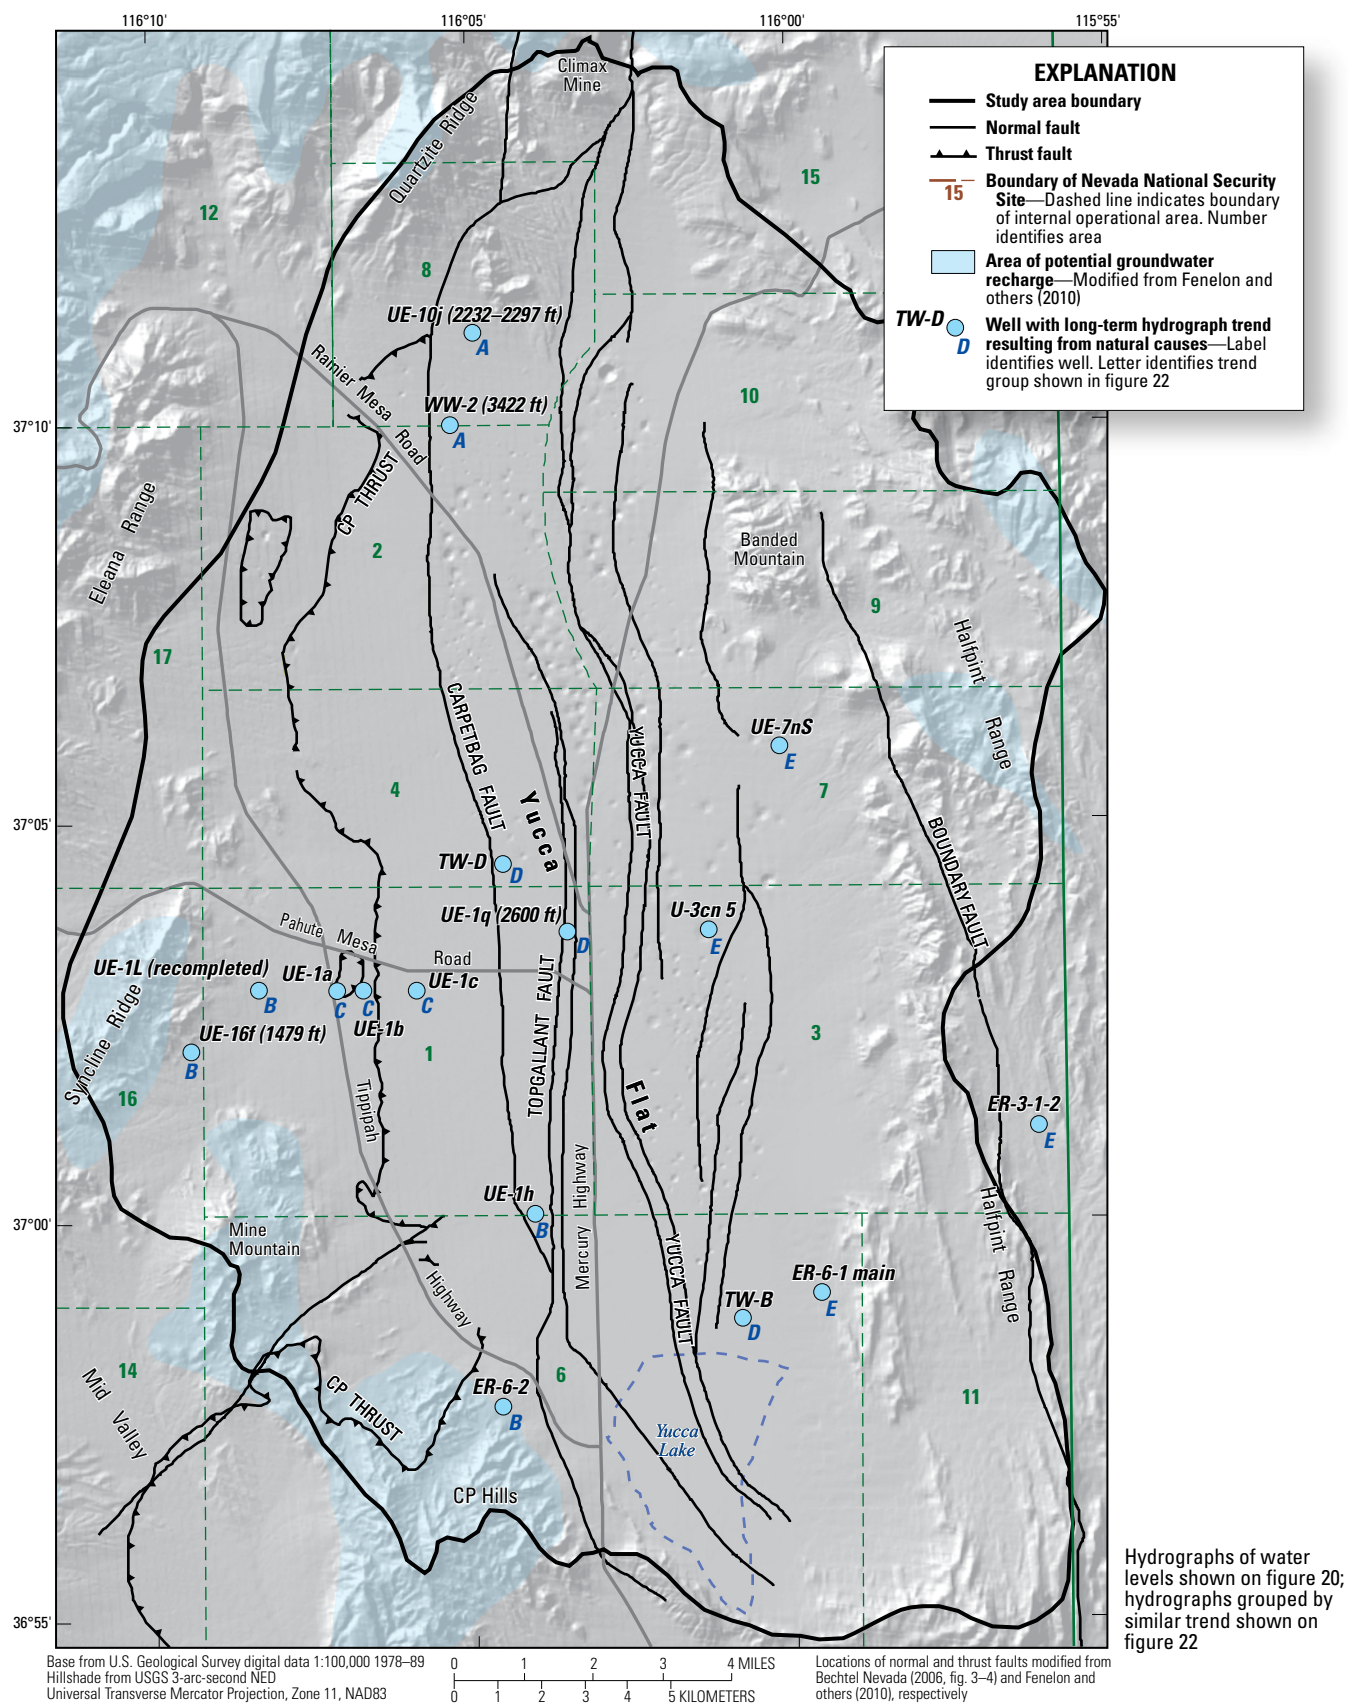 116°10'
116°05'
116°00'
115°55'
37°10'
37°05'
37°00'
36°55'
EXPLANATION
Study area boundary
Normal fault
Thrust fault
15
Boundary of Nevada National Security
Site—Dashed line indicates boundary
of internal operational area. Number
identifies area
Area of potential groundwater
recharge—Modified from Fenelon and
others (2010)
TW-D
D
Well with long-term hydrograph trend
resulting from natural causes—Label
identifies well. Letter identifies trend
group shown in figure 22
Climax
Mine
Quartzite Ridge
15
12
8
UE-10j (2232–2297 ft)
A
Rainier Mesa
Road
10
WW-2 (3422 ft)
A
CP THRUST
Eleana Range
2
Banded
Mountain
9
Halfpint
Range
17
CARPETBAG FAULT
YUCCA FAULT
UE-7nS
E
4
7
Yucca
BOUNDARY FAULT
TW-D
D
UE-1q (2600 ft)
D
U-3cn 5
E
Pahute Mesa
Road
UE-1L (recompleted)
B
UE-1a
C
C
UE-1b
UE-1c
C
Syncline Ridge
UE-16f (1479 ft)
B
TOPGALLANT FAULT
1
3
16
Flat
Tippipah
ER-3-1-2
E
Mercury Highway
UE-1h
B
Halfpint
Range
Mine
Mountain
YUCCA FAULT
Highway
ER-6-1 main
E
TW-B
D
14
Mid Valley
CP THRUST
6
ER-6-2
B
11
Yucca
Lake
CP Hills
Hydrographs of water
levels shown on figure 20;
hydrographs grouped by
similar trend shown on
figure 22
Base from U.S. Geological Survey digital data 1:100,000 1978–89
Hillshade from USGS 3-arc-second NED
Universal Transverse Mercator Projection, Zone 11, NAD83
0 1 2 3 4 MILES
0 1 2 3 4 5 KILOMETERS
Locations of normal and thrust faults modified from
Bechtel Nevada (2006, fig. 3–4) and Fenelon and
others (2010), respectively